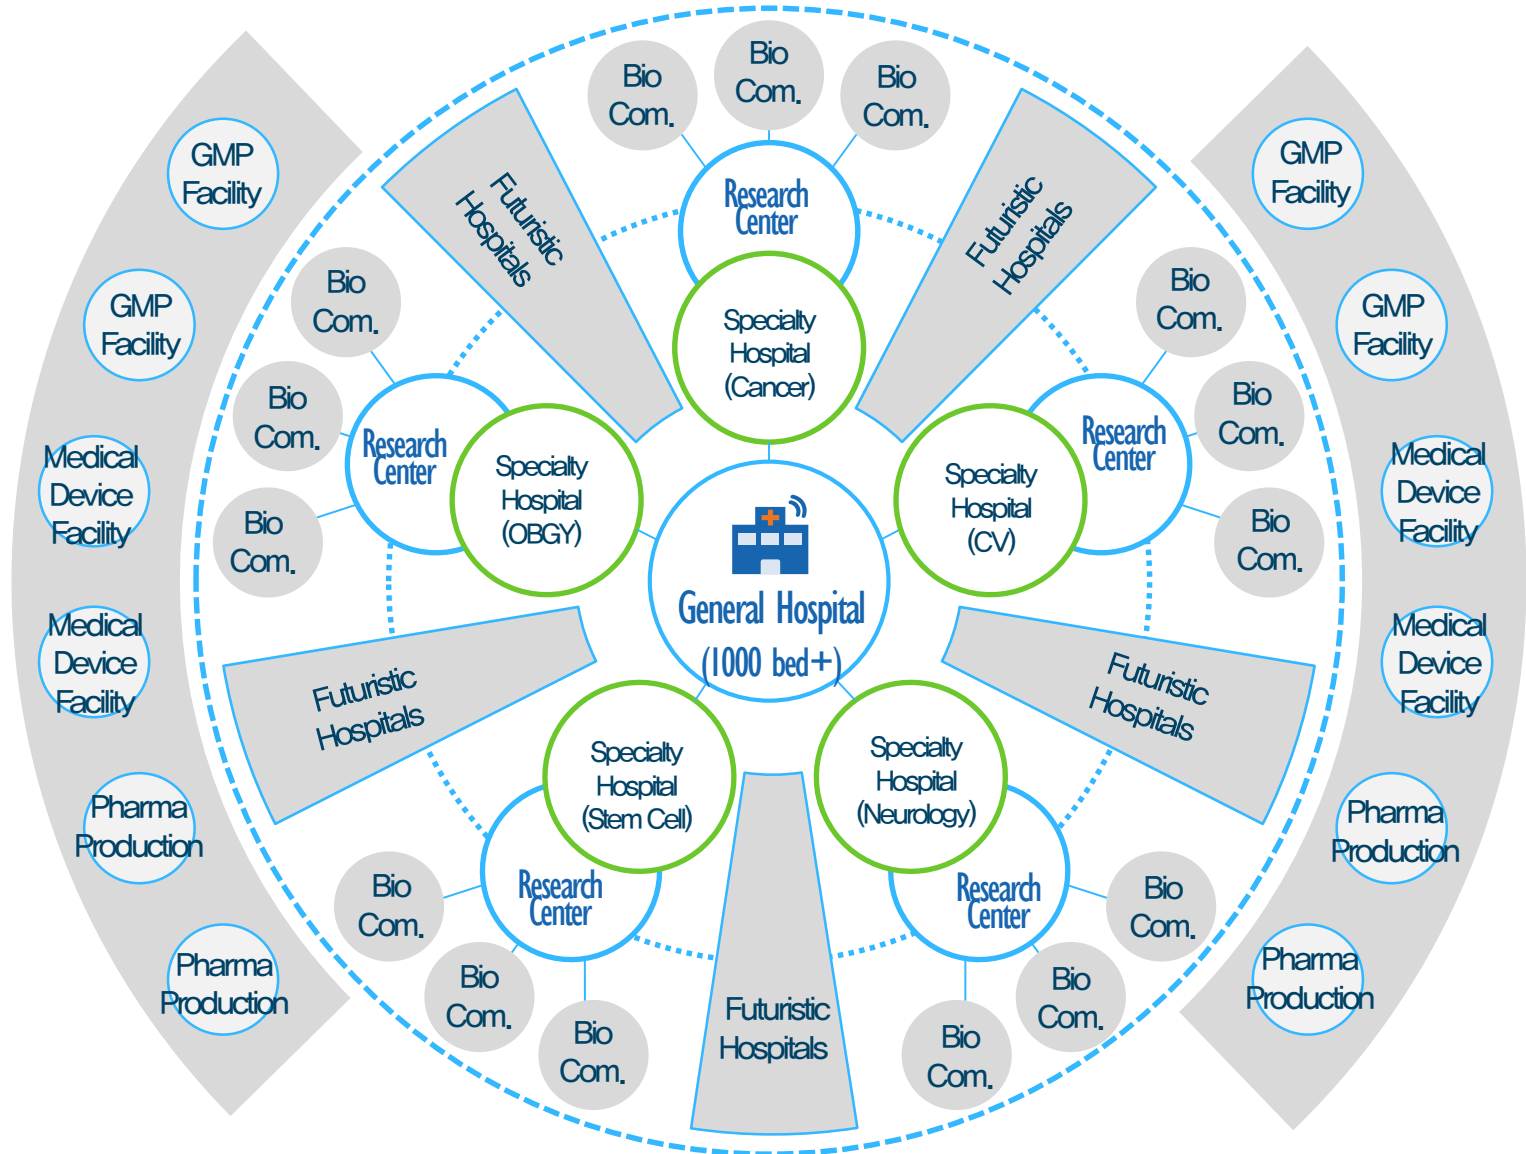 Bio
Com.
Bio
Com.
Bio
Com.
GMP
Facility
GMP
Facility
Medical
Device
Facility
Medical
Device
Facility
Pharma
Production
Pharma
Production
Futuristic
Hospitals
Research
Center
Specialty
Hospital
(Cancer)
Futuristic
Hospitals
Bio
Com.
Bio
Com.
Bio
Com.
Research
Center
Specialty
Hospital
(OBGY)
General Hospital
(1000 bed+)
Specialty
Hospital
(CV)
Research
Center
Bio
Com.
Bio
Com.
Bio
Com.
Futuristic
Hospitals
Futuristic
Hospitals
Specialty
Hospital
(Stem Cell)
Research
Center
Bio
Com.
Bio
Com.
Bio
Com.
Futuristic
Hospitals
Specialty
Hospital
(Neurology)
Research
Center
Bio
Com.
Bio
Com.
Bio
Com.
GMP
Facility
GMP
Facility
Medical
Device
Facility
Medical
Device
Facility
Pharma
Production
Pharma
Production